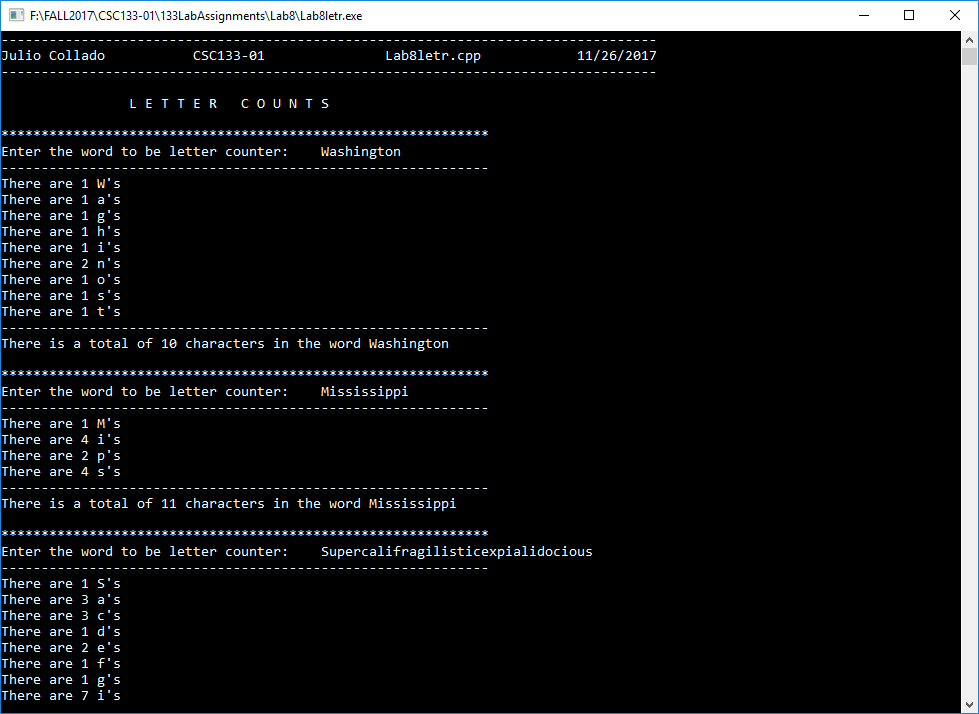 F:\FALL2017\CSC133-01\133LabAssignments\Lab8\Lab8letr.exe
----------------------------------------------------------------------------------
Julio Collado           CSC133-01               Lab8letr.cpp            11/26/2017
----------------------------------------------------------------------------------
                L E T T E R   C O U N T S
*************************************************************
Enter the word to be letter counter:    Washington
-------------------------------------------------------------
There are 1 W's
There are 1 a's
There are 1 g's
There are 1 h's
There are 1 i's
There are 2 n's
There are 1 o's
There are 1 s's
There are 1 t's
-------------------------------------------------------------
There is a total of 10 characters in the word Washington
*************************************************************
Enter the word to be letter counter:    Mississippi
-------------------------------------------------------------
There are 1 M's
There are 4 i's
There are 2 p's
There are 4 s's
-------------------------------------------------------------
There is a total of 11 characters in the word Mississippi
*************************************************************
Enter the word to be letter counter:    Supercalifragilisticexpialidocious
-------------------------------------------------------------
There are 1 S's
There are 3 a's
There are 3 c's
There are 1 d's
There are 2 e's
There are 1 f's
There are 1 g's
There are 7 i's